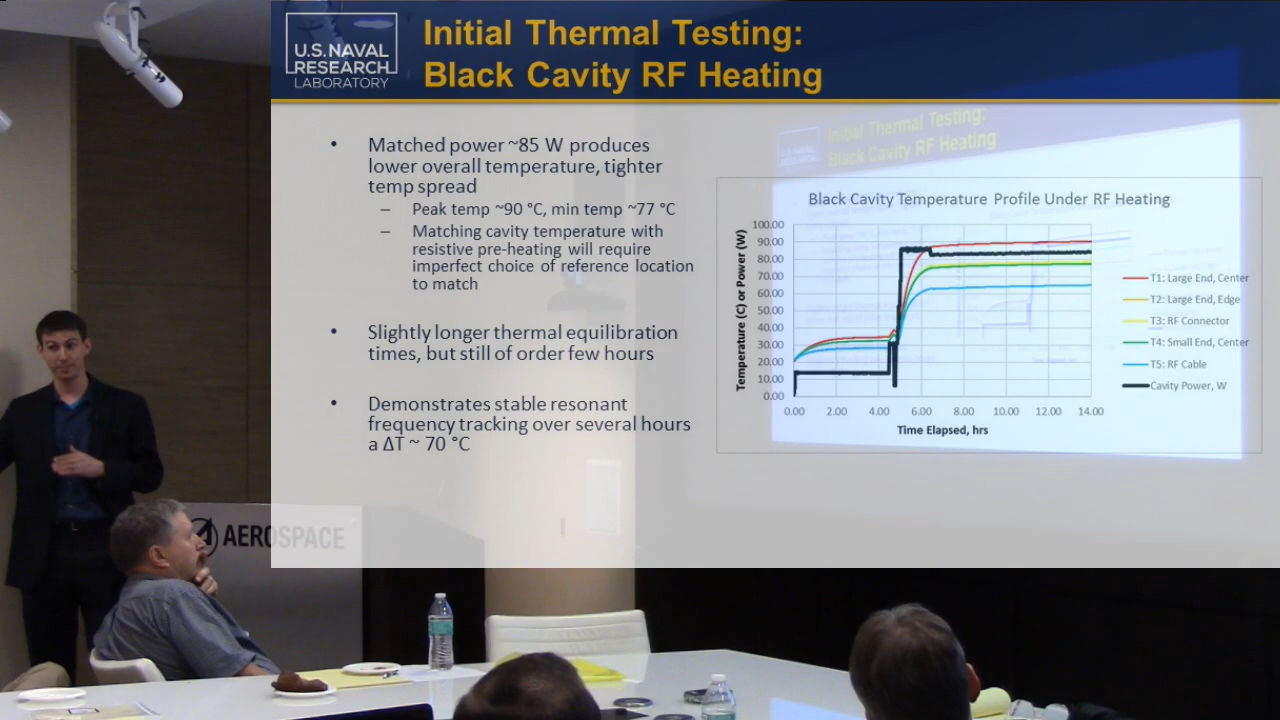 U.S. NAVAL
RESEARCH
LABORATORY
Initial Thermal Testing:
Black Cavity RF Heating
• Matched power ~85 W produces
lower overall temperature, tighter
temp spread
– Peak temp ~90 °C, min temp ~77 °C
– Matching cavity temperature with
resistive pre-heating will require
imperfect choice of reference location
to match
• Slightly longer thermal equilibration
times, but still of order few hours
• Demonstrates stable resonant
frequency tracking over several hours
a ΔT ~ 70 °C
Initial Thermal Testing:
Black Cavity RF Heating
Black Cavity Temperature Profile Under RF Heating
Temperature (C) or Power (W)
100.00
90.00
80.00
70.00
60.00
50.00
40.00
30.00
20.00
10.00
0.00
0.00 2.00 4.00 6.00 8.00 10.00 12.00 14.00
Time Elapsed, hrs
T1: Large End, Center
T2: Large End, Edge
T3: RF Connector
T4: Small End, Center
T5: RF Cable
Cavity Power, W
AEROSPACE